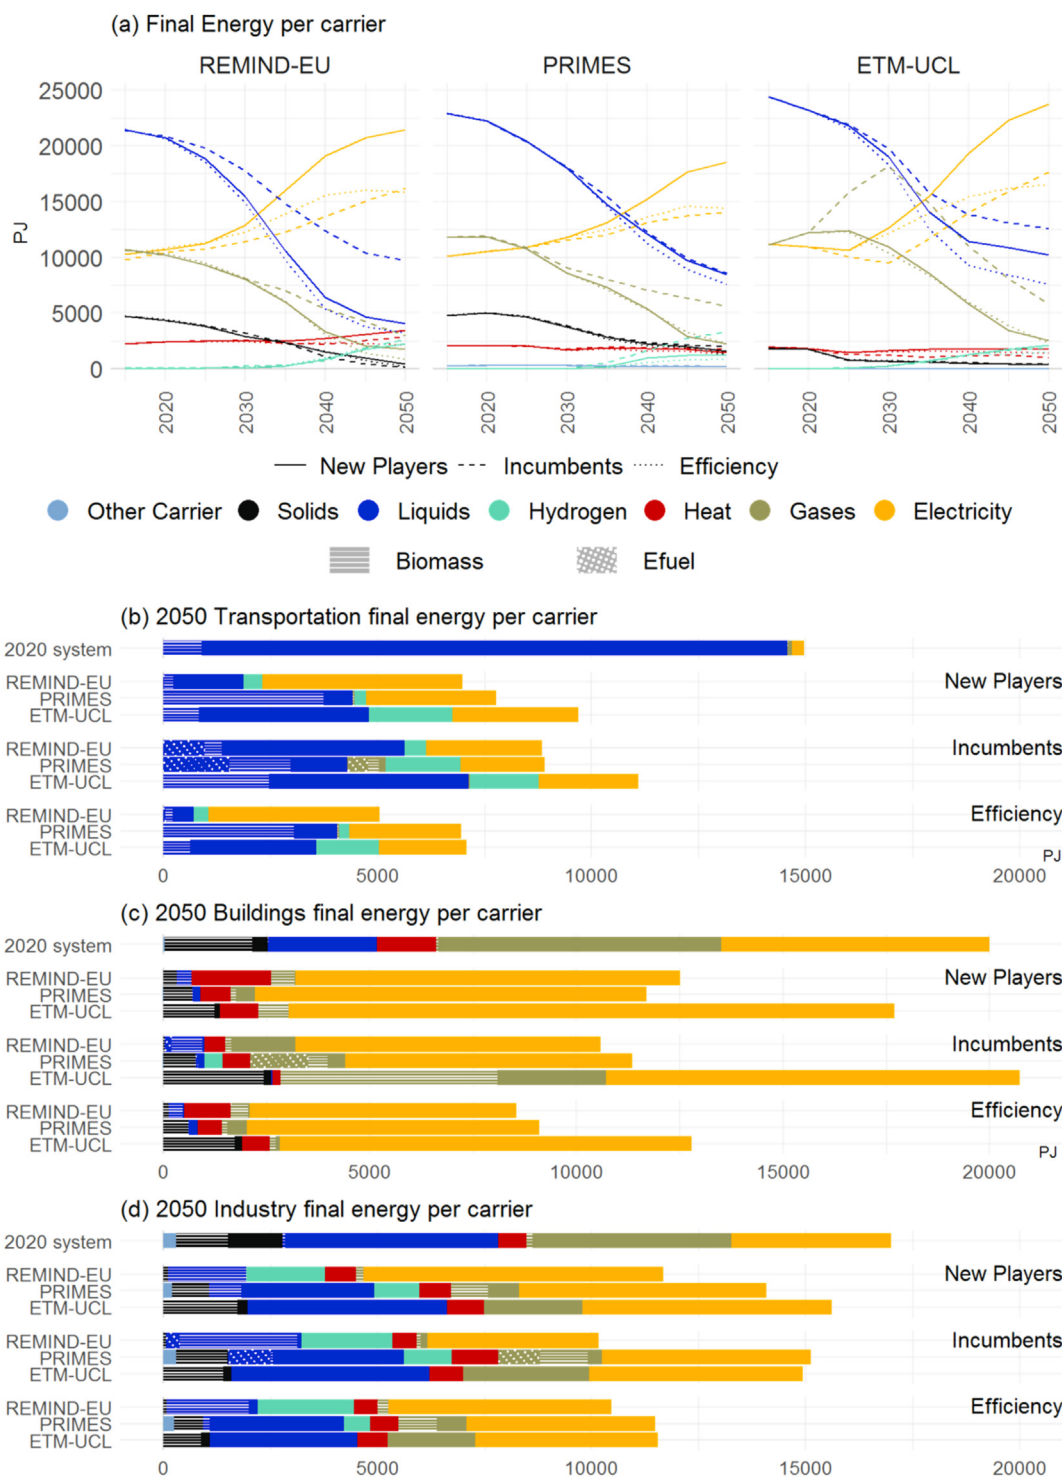 (a) Final Energy per carrier
REMIND-EU PRIMES ETM-UCL
25000
20000
15000
10000
5000
0
PJ
2020 2030 2040 2050 2020 2030 2040 2050 2020 2030 2040 2050
New Players Incumbents Efficiency
Other Carrier Solids Liquids Hydrogen Heat Gases Electricity
Biomass Efuel
(b) 2050 Transportation final energy per carrier
2020 system
REMIND-EU New Players
PRIMES
ETM-UCL
REMIND-EU Incumbents
PRIMES
ETM-UCL
REMIND-EU Efficiency
PRIMES
ETM-UCL
PJ
0 5000 10000 15000 20000
(c) 2050 Buildings final energy per carrier
2020 system
REMIND-EU New Players
PRIMES
ETM-UCL
REMIND-EU Incumbents
PRIMES
ETM-UCL
REMIND-EU Efficiency
PRIMES
ETM-UCL
PJ
0 5000 10000 15000 20000
(d) 2050 Industry final energy per carrier
2020 system
REMIND-EU New Players
PRIMES
ETM-UCL
REMIND-EU Incumbents
PRIMES
ETM-UCL
REMIND-EU Efficiency
PRIMES
ETM-UCL
PJ
0 5000 10000 15000 20000